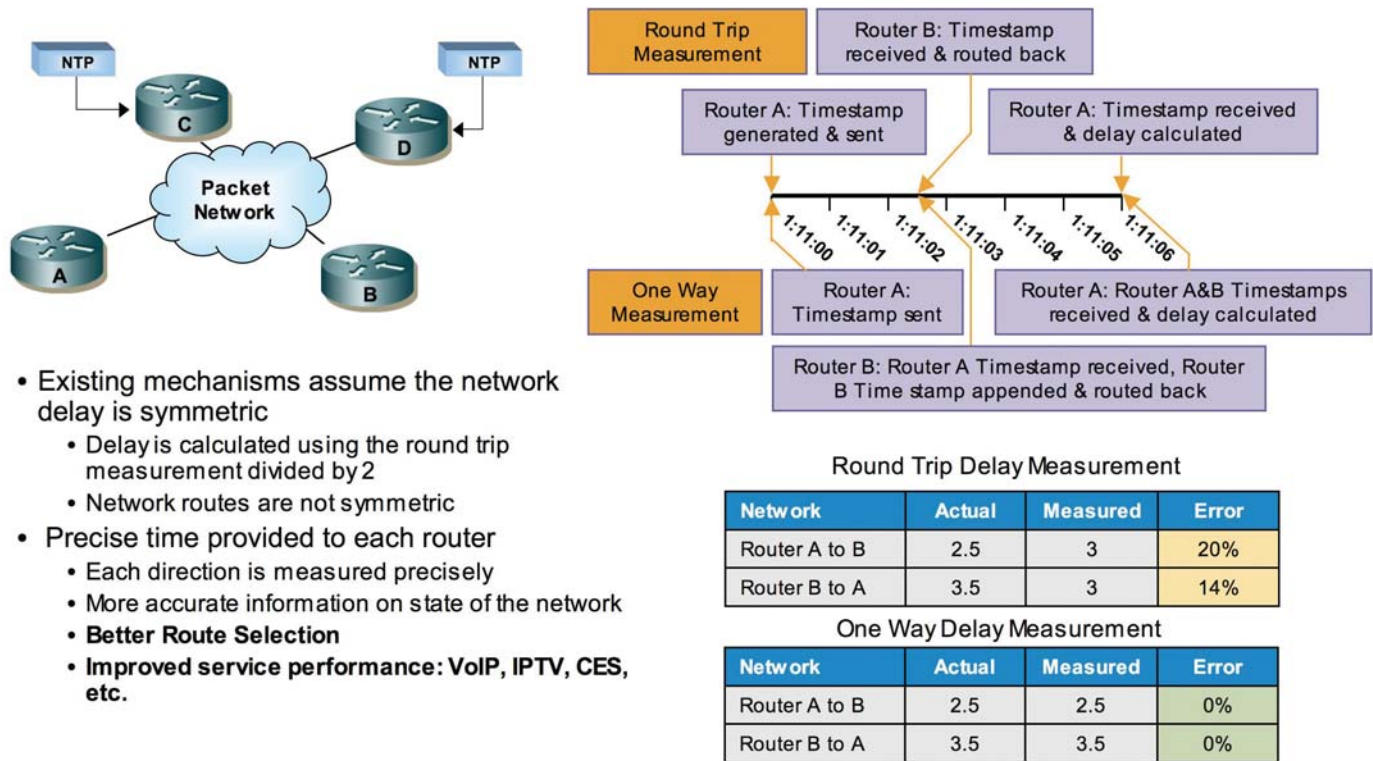 NTP
NTP
C
D
Packet
Network
A
B
Round Trip
Measurement
Router B: Timestamp
received & routed back
Router A: Timestamp
generated & sent
Router A: Timestamp received
& delay calculated
1:11:00
1:11:01
1:11:02
1:11:03
1:11:04
1:11:05
1:11:06
One Way
Measurement
Router A:
Timestamp sent
Router A: Router A&B Timestamps
received & delay calculated
Router B: Router A Timestamp received, Router
B Time stamp appended & routed back
• Existing mechanisms assume the network
delay is symmetric
• Delay is calculated using the round trip
measurement divided by 2
• Network routes are not symmetric
• Precise time provided to each router
• Each direction is measured precisely
• More accurate information on state of the network
• Better Route Selection
• Improved service performance: VoIP, IPTV, CES,
etc.
Round Trip Delay Measurement
Network Actual Measured Error
Router A to B 2.5 3 20%
Router B to A 3.5 3 14%
One Way Delay Measurement
Network Actual Measured Error
Router A to B 2.5 2.5 0%
Router B to A 3.5 3.5 0%